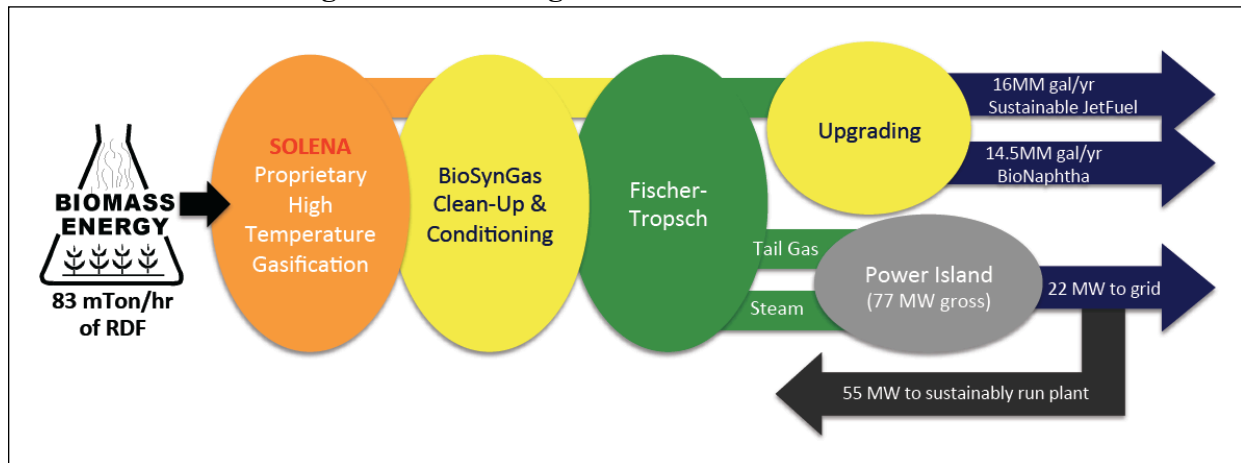 BIOMASS
ENERGY
83 mTon/hr
of RDF
SOLENA
Proprietary
High
Temperature
Gasification
BioSynGas
Clean-Up &
Conditioning
Fischer-
Tropsch
Upgrading
16MM gal/yr
Sustainable JetFuel
14.5MM gal/yr
BioNaphtha
Tail Gas
Steam
Power Island
(77 MW gross)
22 MW to grid
55 MW to sustainably run plant